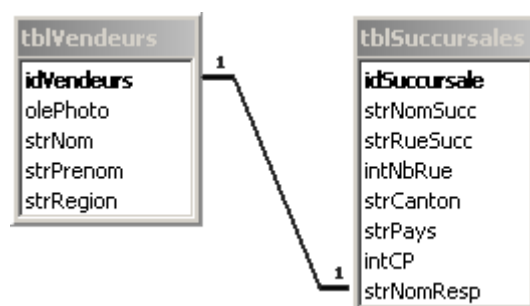 tblVendeurs
idVendeurs
olePhoto
strNom
strPrenom
strRegion
1
1
tblSuccursales
idSuccursale
strNomSucc
strRueSucc
intNbRue
strCanton
strPays
intCP
strNomResp